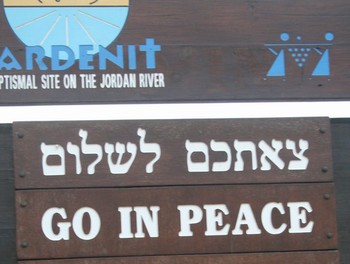 ARDENIT
PTISMAL SITE ON THE JORDAN RIVER
צאתכם לשלום
GO IN PEACE